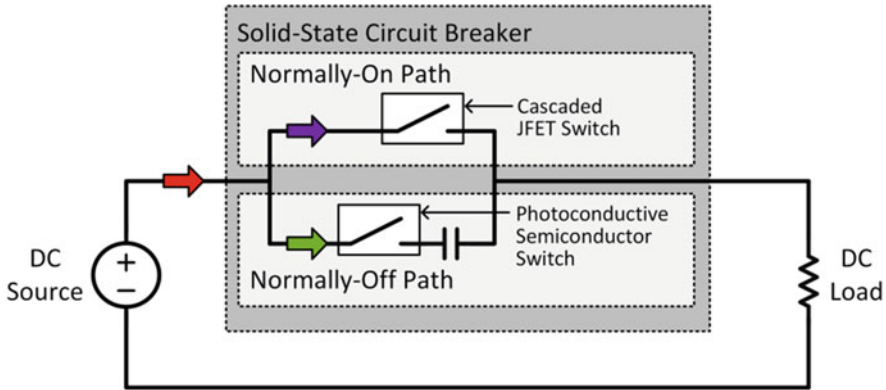 Solid-State Circuit Breaker
Normally-On Path
Cascaded
JFET Switch
Photoconductive
Semiconductor
Switch
Normally-Off Path
DC
Source
+
−
DC
Load